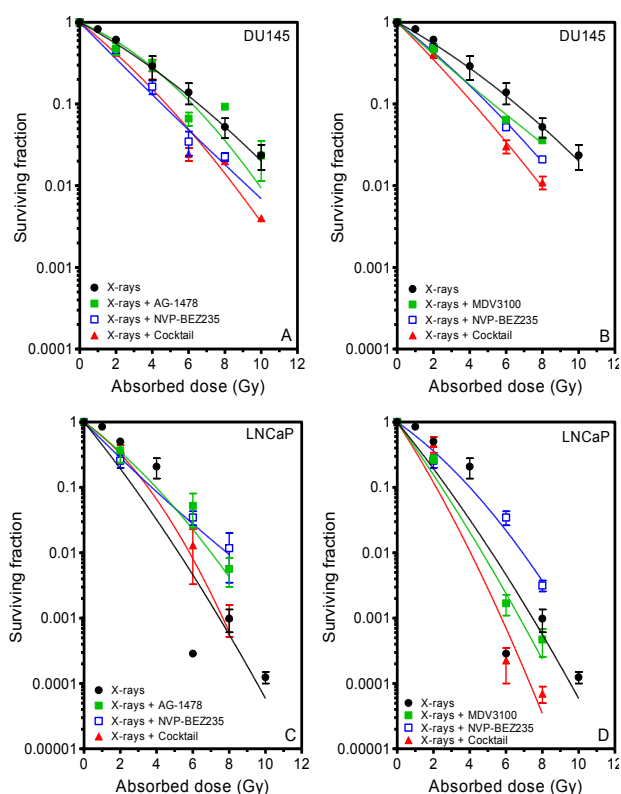 DU145
1
0.1
0.01
0.001
0.0001
Surviving fraction
X-rays
X-rays + AG-1478
X-rays + NVP-BEZ235
X-rays + Cocktail
A
0 2 4 6 8 10 12
Absorbed dose (Gy)
DU145
1
0.1
0.01
0.001
0.0001
Surviving fraction
X-rays
X-rays + MDV3100
X-rays + NVP-BEZ235
X-rays + Cocktail
B
0 2 4 6 8 10 12
Absorbed dose (Gy)
LNCaP
1
0.1
0.01
0.001
0.0001
0.00001
Surviving fraction
X-rays
X-rays + AG-1478
X-rays + NVP-BEZ235
X-rays + Cocktail
C
0 2 4 6 8 10 12
Absorbed dose (Gy)
LNCaP
1
0.1
0.01
0.001
0.0001
0.00001
Surviving fraction
X-rays
X-rays + MDV3100
X-rays + NVP-BEZ235
X-rays + Cocktail
D
0 2 4 6 8 10 12
Absorbed dose (Gy)